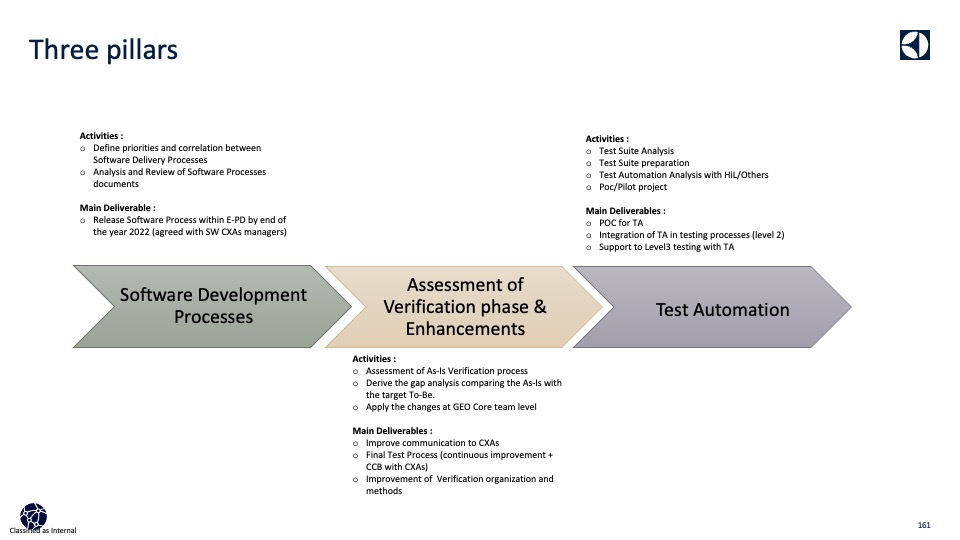 Three pillars
Activities :
o Define priorities and correlation between
Software Delivery Processes
o Analysis and Review of Software Processes
documents
Main Deliverable :
o Release Software Process within E-PD by end of
the year 2022 (agreed with SW CXAs managers)
Activities :
o Test Suite Analysis
o Test Suite preparation
o Test Automation Analysis with HiL/Others
o Poc/Pilot project
Main Deliverables :
o POC for TA
o Integration of TA in testing processes (level 2)
o Support to Level3 testing with TA
Software Development
Processes
Assessment of
Verification phase &
Enhancements
Test Automation
Activities :
o Assessment of As-Is Verification process
o Derive the gap analysis comparing the As-Is with
the target To-Be.
o Apply the changes at GEO Core team level
Main Deliverables :
o Improve communication to CXAs
o Final Test Process (continuous improvement +
CCB with CXAs)
o Improvement of Verification organization and
methods
Classified as Internal
161